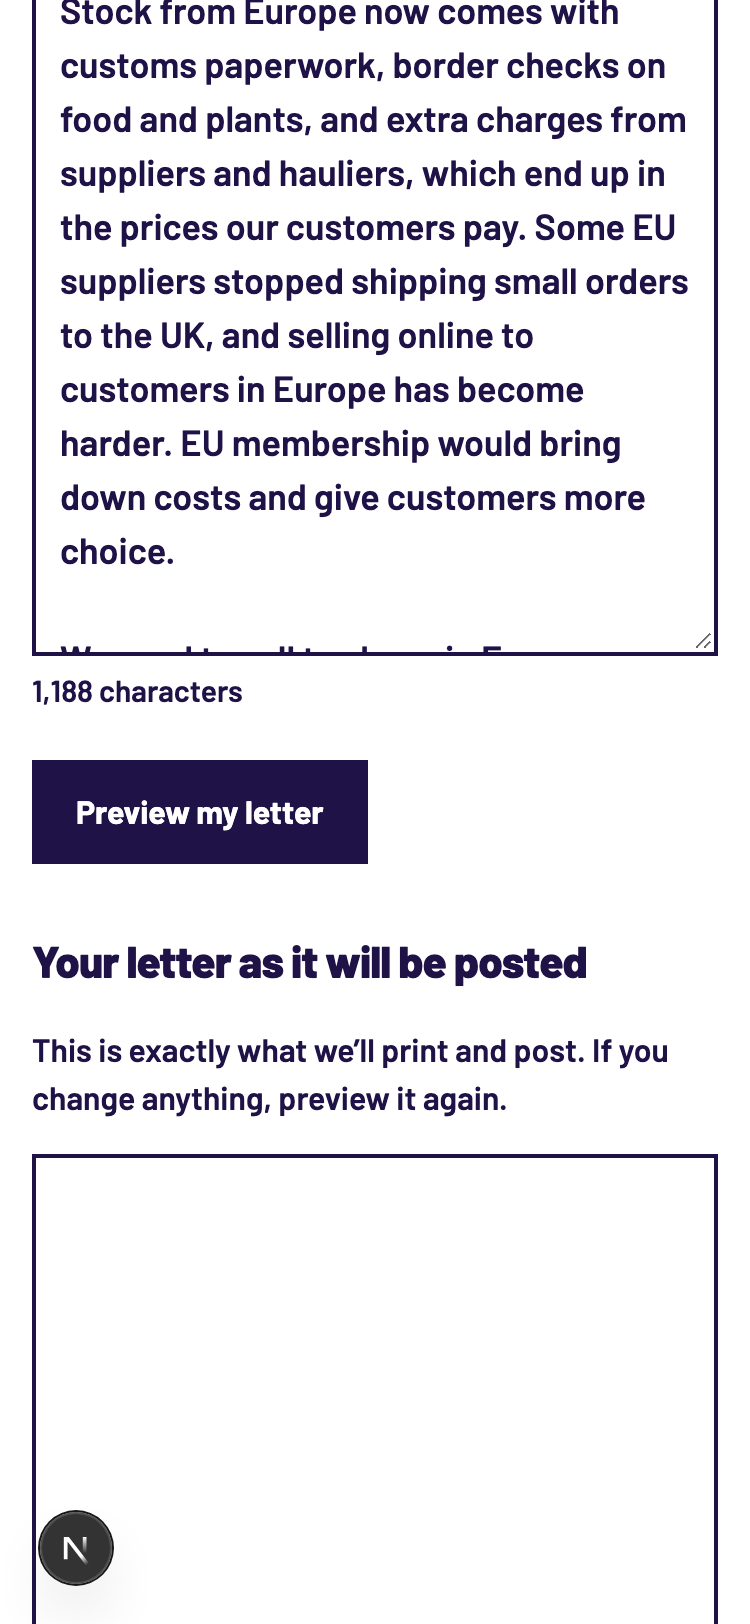 Stock from Europe now comes with
customs paperwork, border checks on
food and plants, and extra charges from
suppliers and hauliers, which end up in
the prices our customers pay. Some EU
suppliers stopped shipping small orders
to the UK, and selling online to
customers in Europe has become
harder. EU membership would bring
down costs and give customers more
choice.
1,188 characters
Preview my letter
Your letter as it will be posted
This is exactly what we’ll print and post. If you
change anything, preview it again.
N